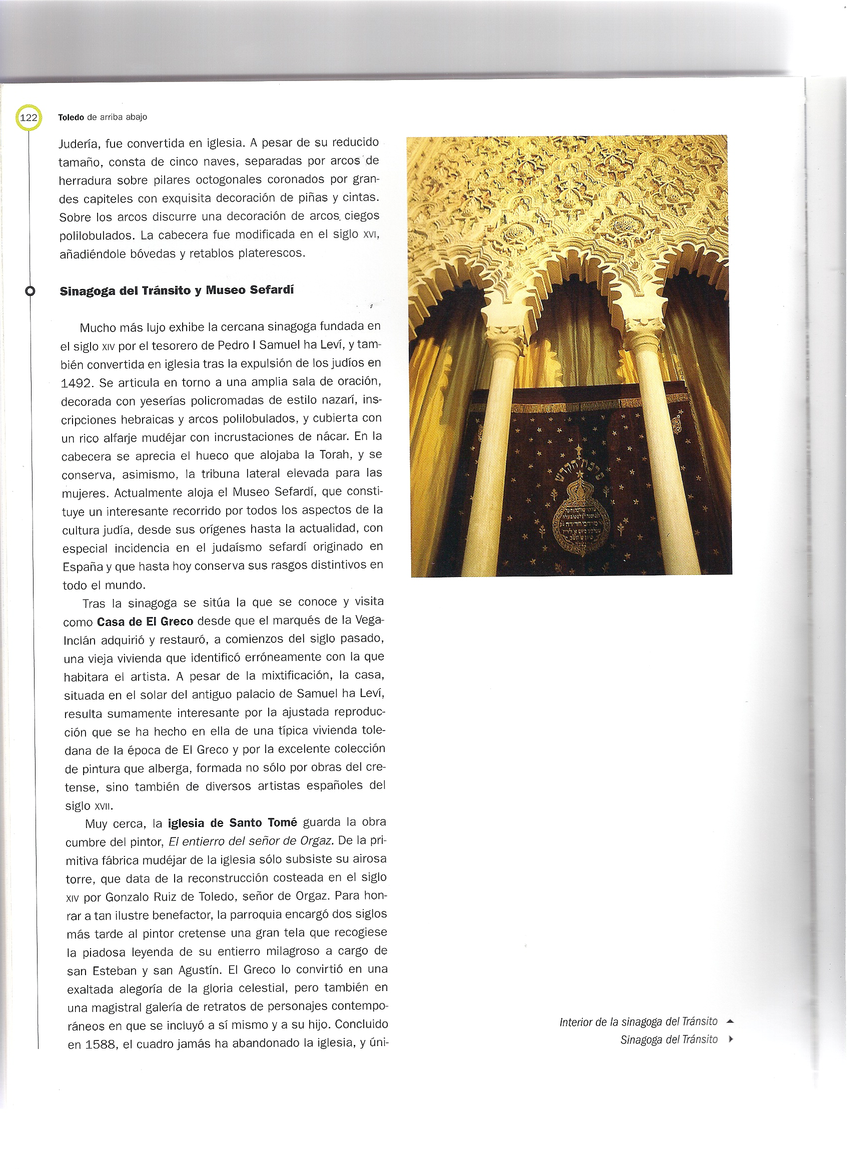 122
Toledo de arriba abajo
Judería, fue convertida en iglesia. A pesar de su reducido
tamaño, consta de cinco naves, separadas por arcos de
herradura sobre pilares octogonales coronados por gran-
des capiteles con exquisita decoración de piñas y cintas.
Sobre los arcos discurre una decoración de arcos ciegos
polilobulados. La cabecera fue modificada en el siglo XVI,
añadiéndole bóvedas y retablos platerescos.
Sinagoga del Tránsito y Museo Sefardí
Mucho más lujo exhibe la cercana sinagoga fundada en
el siglo XIV por el tesorero de Pedro I Samuel ha Leví, y tam-
bién convertida en iglesia tras la expulsión de los judíos en
1492. Se articula en torno a una amplia sala de oración,
decorada con yeserías policromadas de estilo nazarí, ins-
cripciones hebraicas y arcos polilobulados, y cubierta con
un rico alfarje mudéjar con incrustaciones de nácar. En la
cabecera se aprecia el hueco que alojaba la Torah, y se
conserva, asimismo, la tribuna lateral elevada para las
mujeres. Actualmente aloja el Museo Sefardí, que consti-
tuye un interesante recorrido por todos los aspectos de la
cultura judía, desde sus orígenes hasta la actualidad, con
especial incidencia en el judaísmo sefardí originado en
España y que hasta hoy conserva sus rasgos distintivos en
todo el mundo.
Tras la sinagoga se sitúa la que se conoce y visita
como Casa de El Greco desde que el marqués de la Vega-
Inclán adquirió y restauró, a comienzos del siglo pasado,
una vieja vivienda que identificó erróneamente con la que
habitara el artista. A pesar de la mixtificación, la casa,
situada en el solar del antiguo palacio de Samuel ha Leví,
resulta sumamente interesante por la ajustada reproduc-
ción que se ha hecho en ella de una típica vivienda tole-
dana de la época de El Greco y por la excelente colección
de pintura que alberga, formada no sólo por obras del cre-
tense, sino también de diversos artistas españoles del
siglo XVII.
Muy cerca, la iglesia de Santo Tomé guarda la obra
cumbre del pintor, El entierro del señor de Orgaz. De la pri-
mitiva fábrica mudéjar de la iglesia sólo subsiste su airosa
torre, que data de la reconstrucción costeada en el siglo
XIV por Gonzalo Ruiz de Toledo, señor de Orgaz. Para hon-
rar a tan ilustre benefactor, la parroquia encargó dos siglos
más tarde al pintor cretense una gran tela que recogiese
la piadosa leyenda de su entierro milagroso a cargo de
san Esteban y san Agustín. El Greco lo convirtió en una
exaltada alegoría de la gloria celestial, pero también en
una magistral galería de retratos de personajes contempo-
ráneos en que se incluyó a sí mismo y a su hijo. Concluido
en 1588, el cuadro jamás ha abandonado la iglesia, y úni-
פרכת הקדש
Interior de la sinagoga del Tránsito
Sinagoga del Tránsito